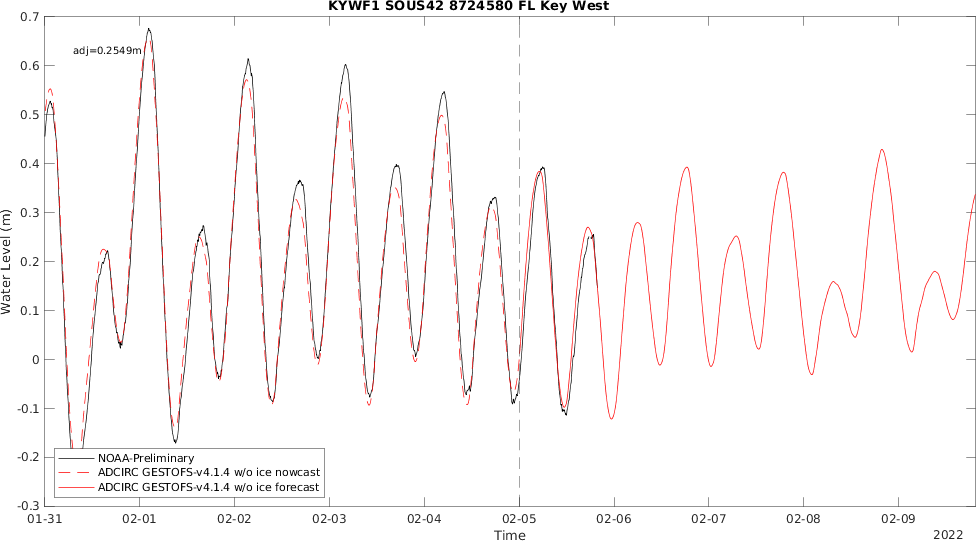 KYWF1 SOUS42 8724580 FL Key West
adj=0.2549m
Water Level (m)
0.7
0.6
0.5
0.4
0.3
0.2
0.1
0
-0.1
-0.2
-0.3
NOAA-Preliminary
ADCIRC GESTOFS-v4.1.4 w/o ice nowcast
ADCIRC GESTOFS-v4.1.4 w/o ice forecast
01-31 02-01 02-02 02-03 02-04 02-05 02-06 02-07 02-08 02-09
Time
2022